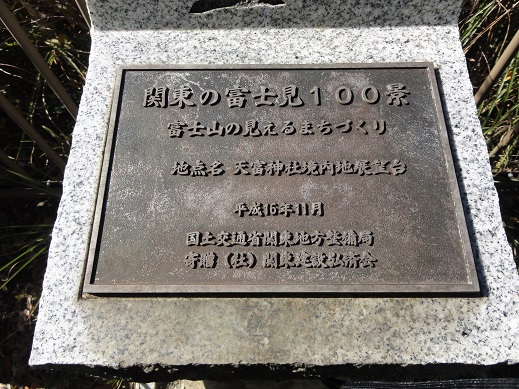 関東の富士見100景
富士山の見えるまちづくり
地点名 天富神社境内地展望台
平成16年11月
国土交通省関東地方整備局
寄贈(社)関東建設弘済会